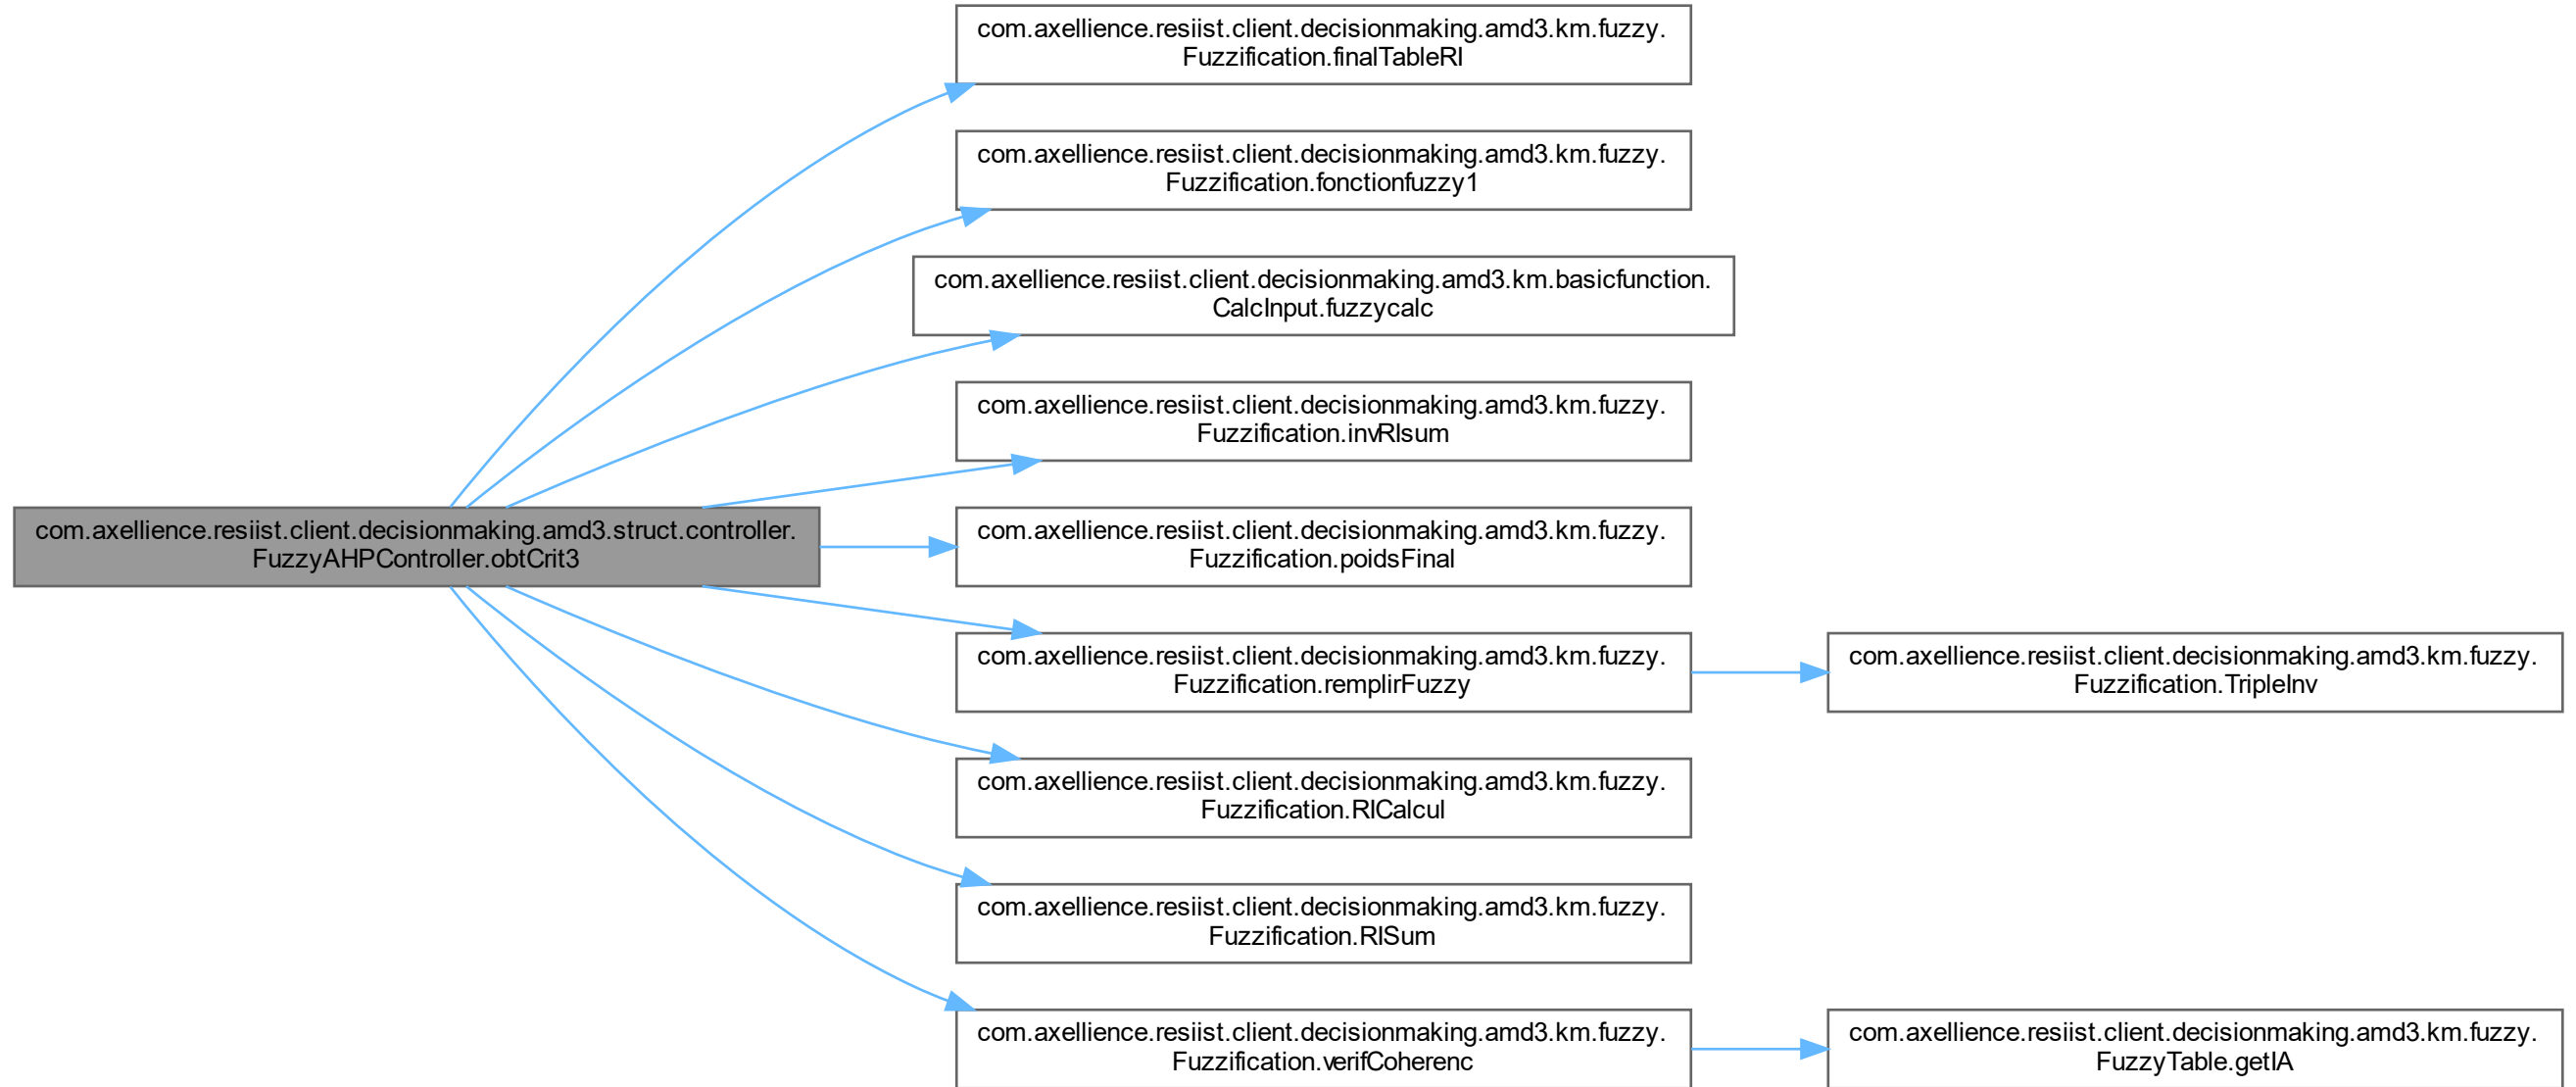 com.axellience.resiist.client.decisionmaking.amd3.km.fuzzy.
Fuzzification.finalTableRI
com.axellience.resiist.client.decisionmaking.amd3.km.fuzzy.
Fuzzification.fonctionfuzzy1
com.axellience.resiist.client.decisionmaking.amd3.km.basicfunction.
CalcInput.fuzzycalc
com.axellience.resiist.client.decisionmaking.amd3.km.fuzzy.
Fuzzification.invRIsum
com.axellience.resiist.client.decisionmaking.amd3.struct.controller.
FuzzyAHPController.obtCrit3
com.axellience.resiist.client.decisionmaking.amd3.km.fuzzy.
Fuzzification.poidsFinal
com.axellience.resiist.client.decisionmaking.amd3.km.fuzzy.
Fuzzification.remplirFuzzy
com.axellience.resiist.client.decisionmaking.amd3.km.fuzzy.
Fuzzification.TripleInv
com.axellience.resiist.client.decisionmaking.amd3.km.fuzzy.
Fuzzification.RICalcul
com.axellience.resiist.client.decisionmaking.amd3.km.fuzzy.
Fuzzification.RISum
com.axellience.resiist.client.decisionmaking.amd3.km.fuzzy.
Fuzzification.verifCoherenc
com.axellience.resiist.client.decisionmaking.amd3.km.fuzzy.
FuzzyTable.getIA